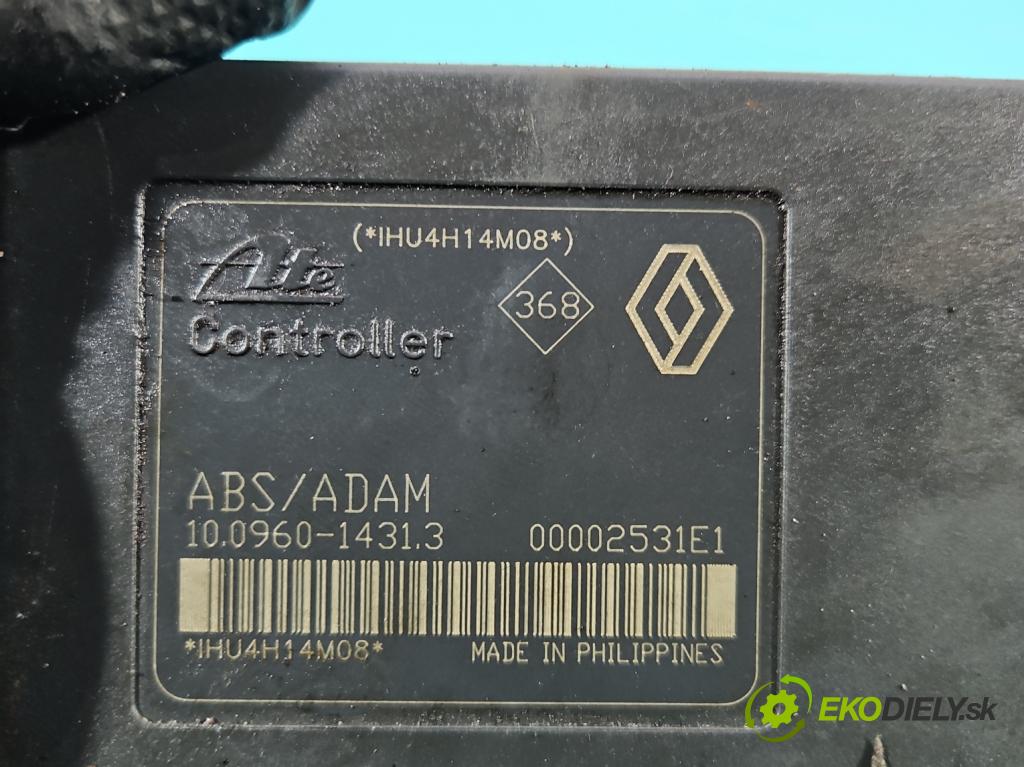 (*IHU4H14M08*)
Ate
368
Controller
ABS/ADAM
10.0960-1431.3 00002531E1
*IHU4H14M08* MADE IN PHILIPPINES
EKODIELY.sk